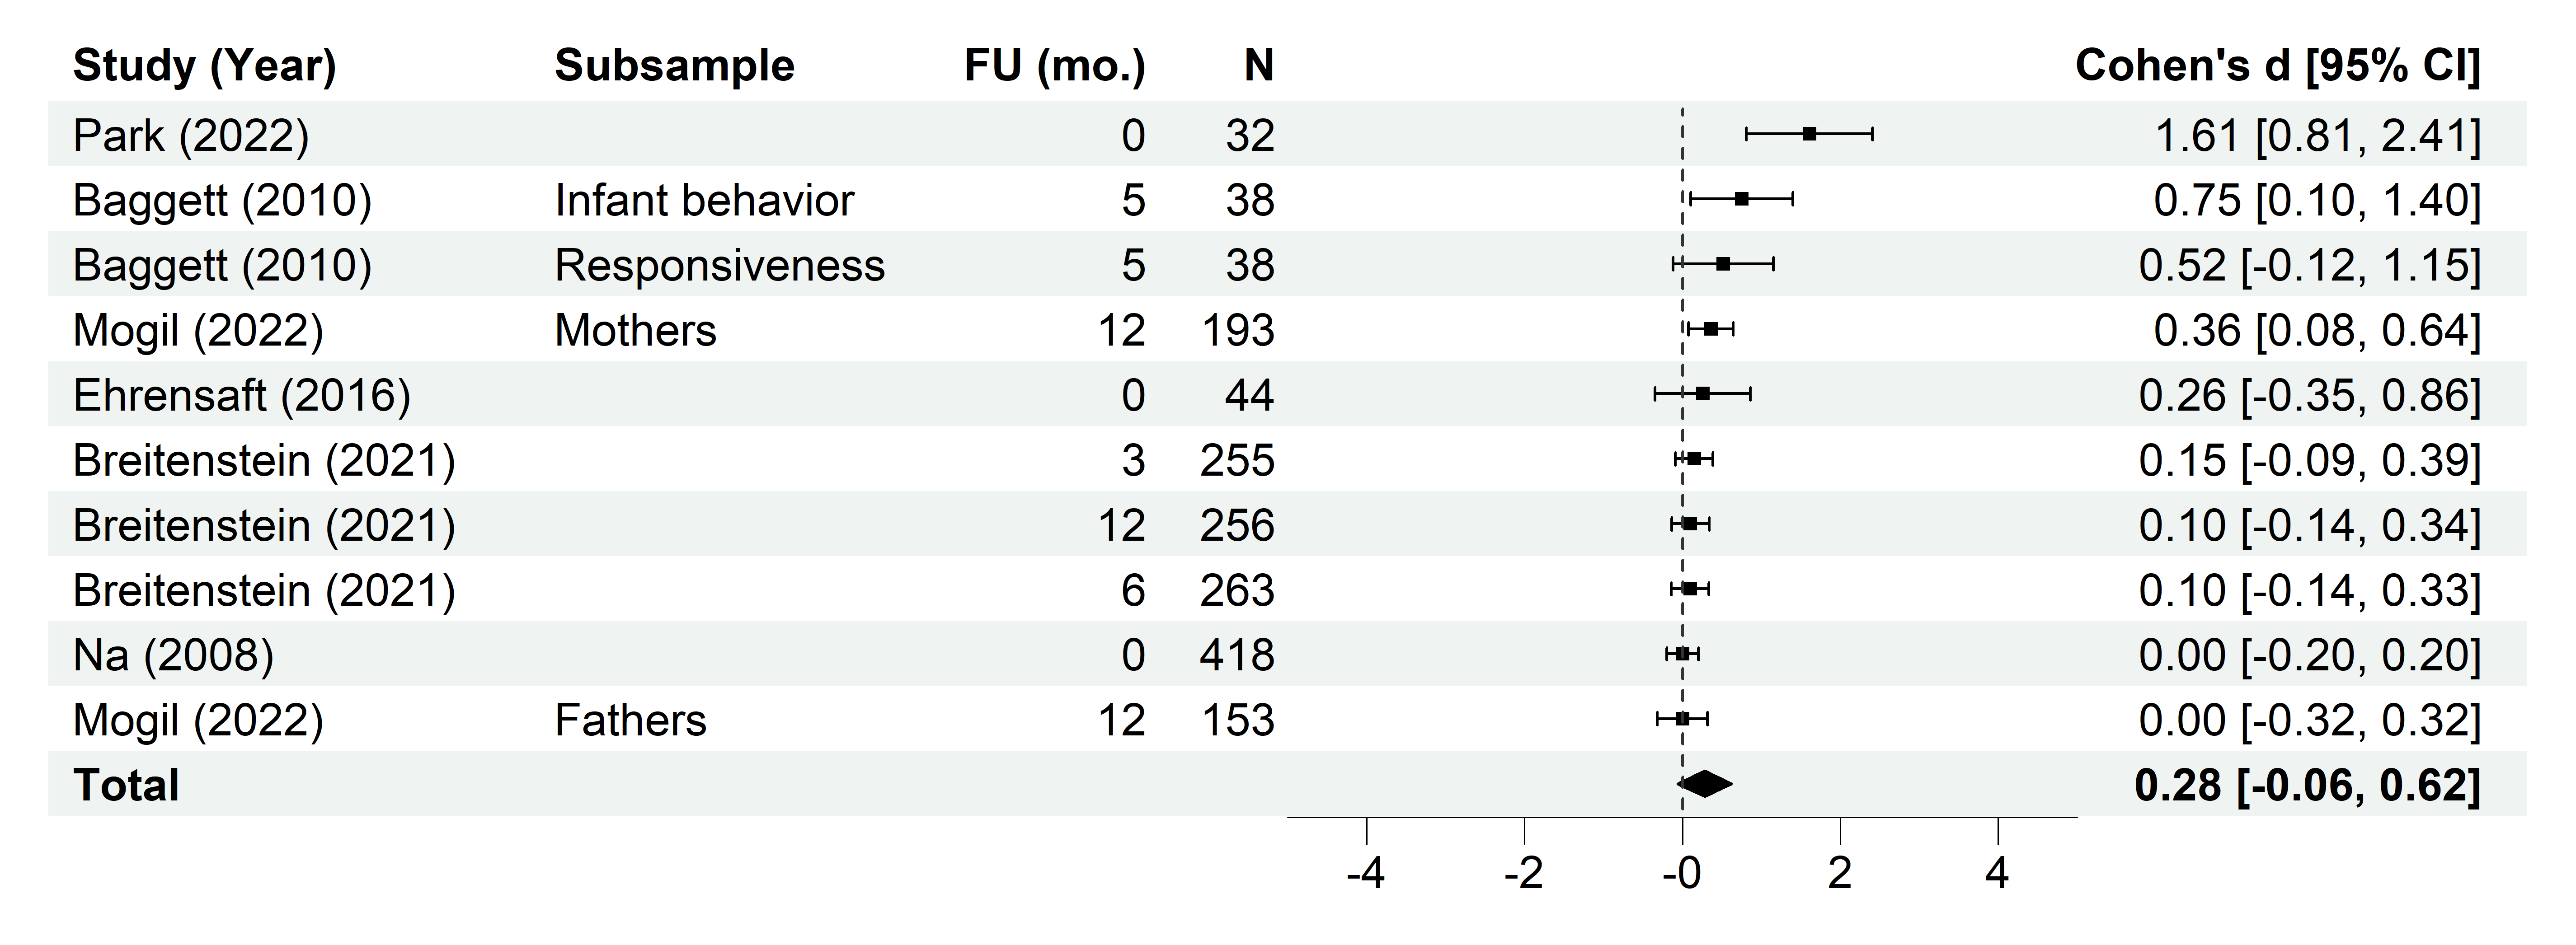 Study (Year) Subsample FU (mo.) N Cohen's d [95% CI]
Park (2022) 0 32 1.61 [0.81, 2.41]
Baggett (2010) Infant behavior 5 38 0.75 [0.10, 1.40]
Baggett (2010) Responsiveness 5 38 0.52 [-0.12, 1.15]
Mogil (2022) Mothers 12 193 0.36 [0.08, 0.64]
Ehrensaft (2016) 0 44 0.26 [-0.35, 0.86]
Breitenstein (2021) 3 255 0.15 [-0.09, 0.39]
Breitenstein (2021) 12 256 0.10 [-0.14, 0.34]
Breitenstein (2021) 6 263 0.10 [-0.14, 0.33]
Na (2008) 0 418 0.00 [-0.20, 0.20]
Mogil (2022) Fathers 12 153 0.00 [-0.32, 0.32]
Total 0.28 [-0.06, 0.62]
-4 -2 -0 2 4